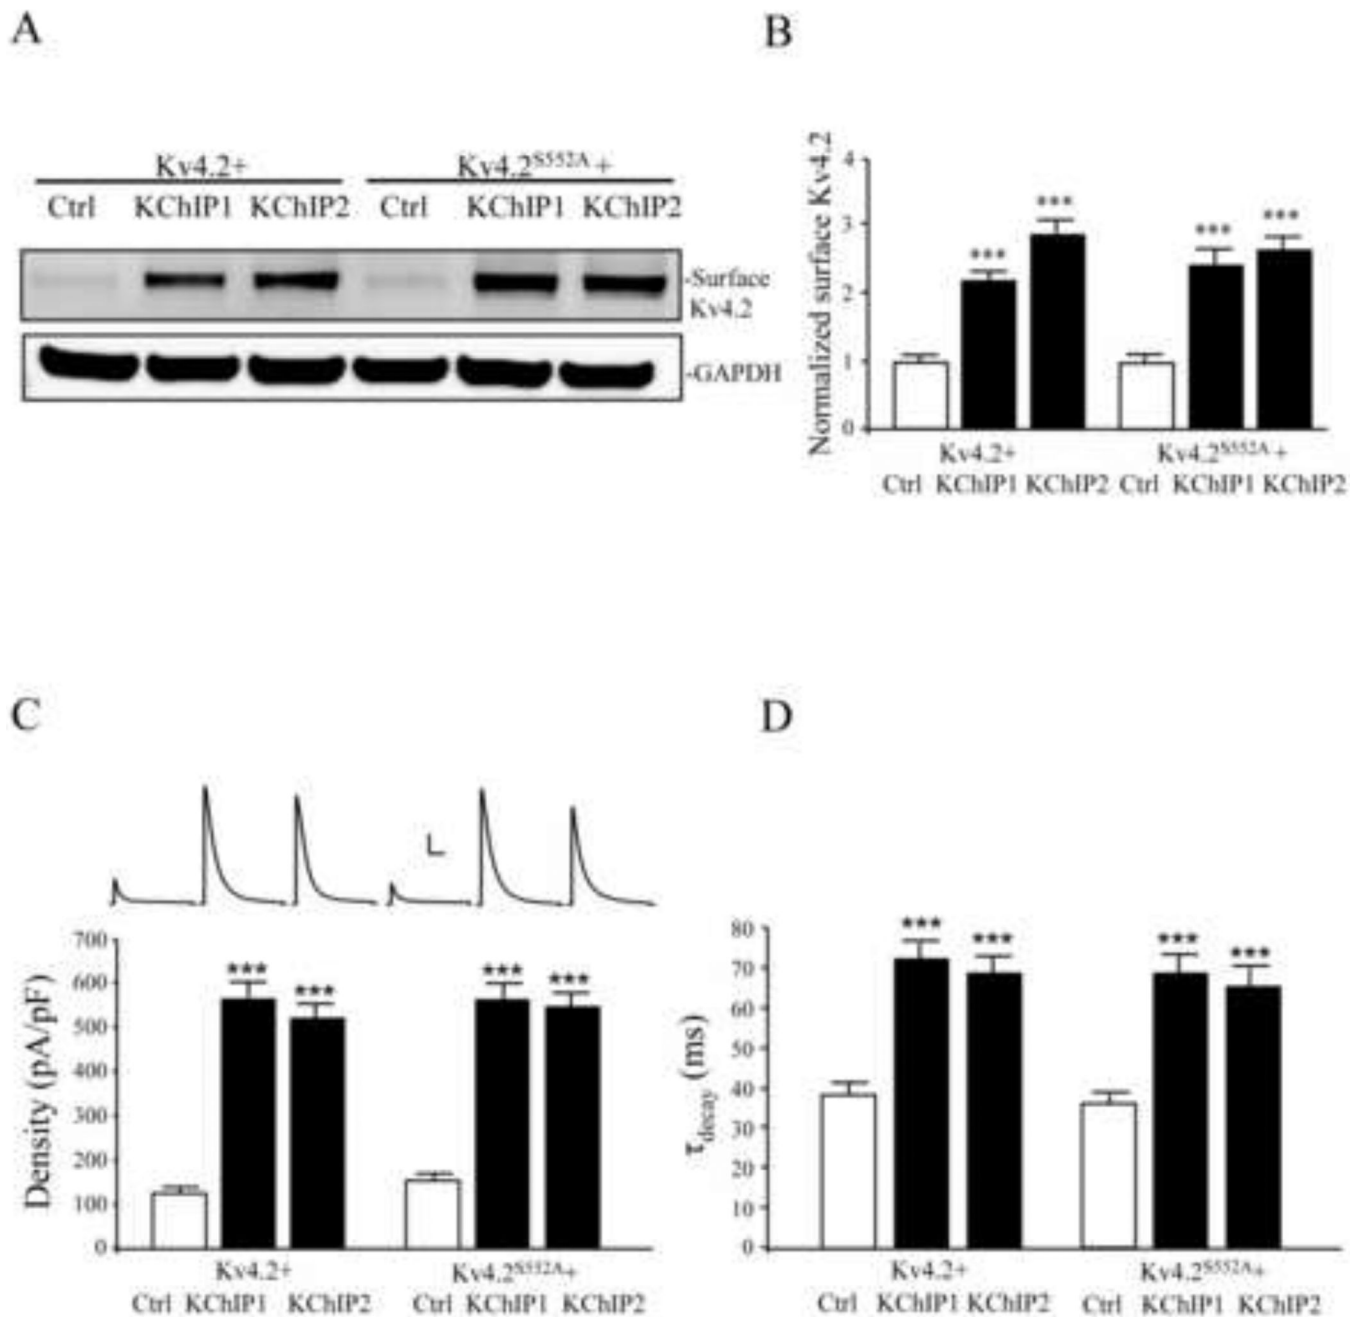 A
Kv4.2+ Kv4.2S552A +
Ctrl KChIP1 KChIP2 Ctrl KChIP1 KChIP2
-Surface
Kv4.2
-GAPDH
B
Normalized surface Kv4.2
4
3
2
1
0
*** *** *** ***
Kv4.2+ Kv4.2S552A +
Ctrl KChIP1 KChIP2 Ctrl KChIP1 KChIP2
C
Density (pA/pF)
700
600
500
400
300
200
100
0
*** *** *** ***
Kv4.2+ Kv4.2S552A+
Ctrl KChIP1 KChIP2 Ctrl KChIP1 KChIP2
D
τdecay (ms)
80
70
60
50
40
30
20
10
0
*** *** *** ***
Kv4.2+ Kv4.2S552A+
Ctrl KChIP1 KChIP2 Ctrl KChIP1 KChIP2